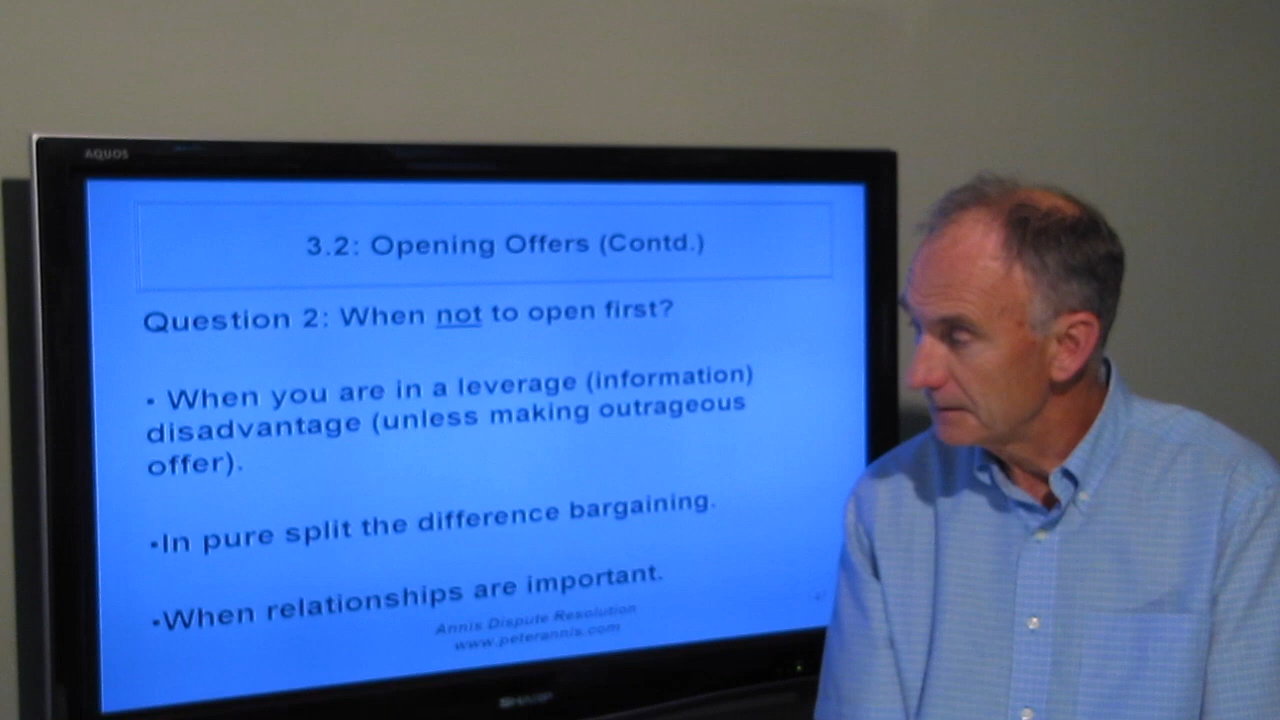 AQUOS
3.2: Opening Offers (Contd.)
Question 2: When not to open first?
• When you are in a leverage (information)
disadvantage (unless making outrageous
offer).
•In pure split the difference bargaining.
•When relationships are important.
Annis Dispute Resolution
www.peterannis.com
SHARP